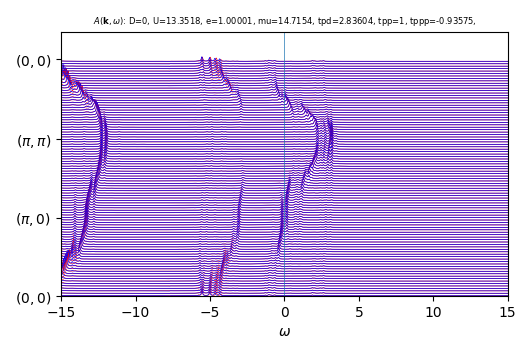 A(k, ω): D=0, U=13.3518, e=1.00001, mu=14.7154, tpd=2.83604, tpp=1, tppp=-0.93575,
(0, 0)
(π, π)
(π, 0)
(0, 0)
−15 −10 −5 0 5 10 15
ω